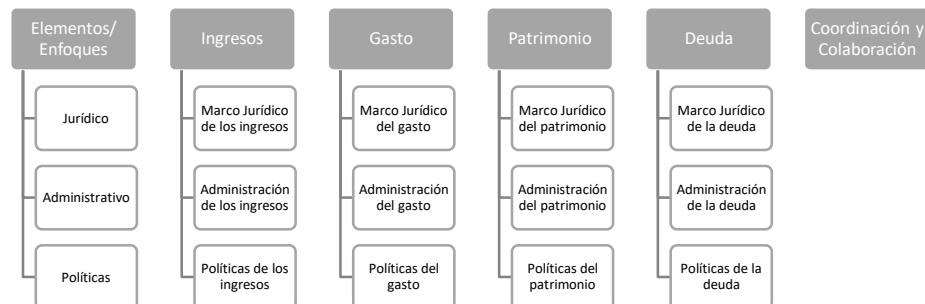 Elementos/
Enfoques
Jurídico
Administrativo
Políticas
Ingresos
Marco Jurídico
de los ingresos
Administración
de los ingresos
Políticas de los
ingresos
Gasto
Marco Jurídico
del gasto
Administración
del gasto
Políticas del
gasto
Patrimonio
Marco Jurídico
del patrimonio
Administración
del patrimonio
Políticas del
patrimonio
Deuda
Marco Jurídico
de la deuda
Administración
de la deuda
Políticas de la
deuda
Coordinación y
Colaboración